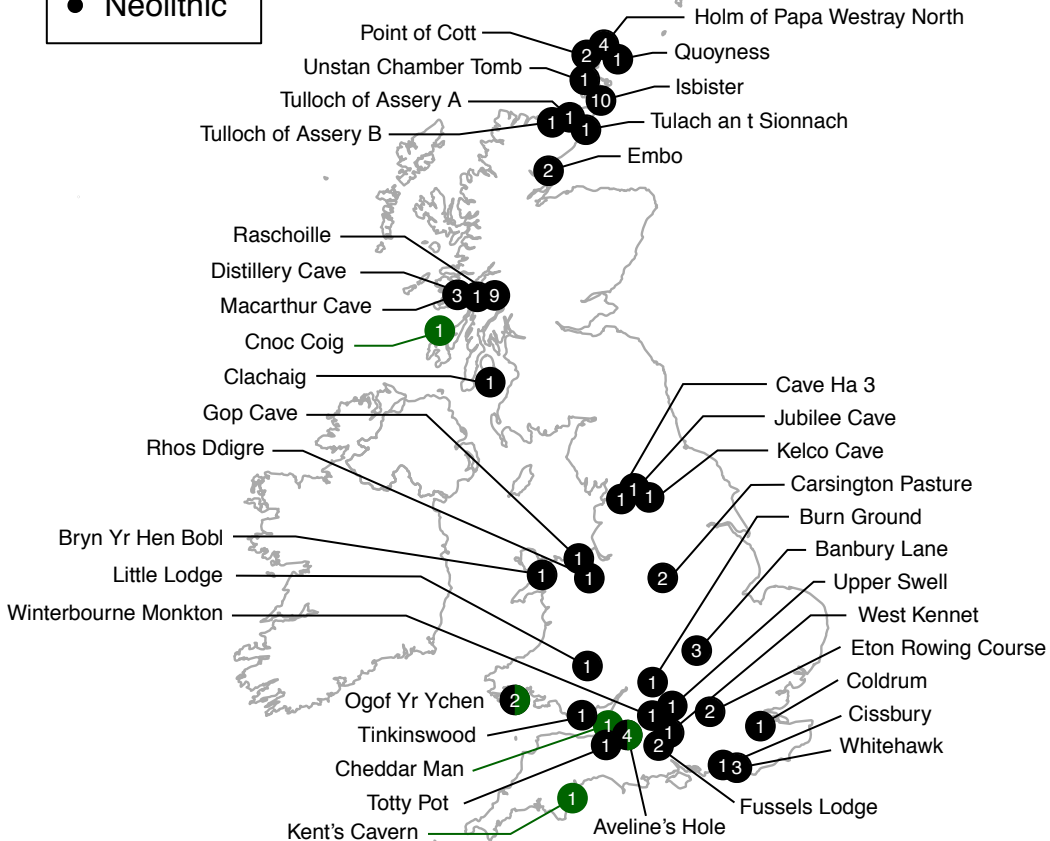 Neolithic
Holm of Papa Westray North
Point of Cott
4
2
1
Quoyness
Unstan Chamber Tomb
1
Isbister
10
Tulloch of Assery A
1
Tulach an t Sionnach
1
1
Tulloch of Assery B
Embo
2
Raschoille
Distillery Cave
3
1
9
Macarthur Cave
1
Cnoc Coig
Clachaig
1
Cave Ha 3
Gop Cave
Jubilee Cave
Rhos Ddigre
Kelco Cave
1
1
1
Carsington Pasture
Burn Ground
Bryn Yr Hen Bobl
Banbury Lane
1
1
1
2
Little Lodge
Upper Swell
Winterbourne Monkton
West Kennet
3
Eton Rowing Course
1
1
Coldrum
Ogof Yr Ychen
2
1
1
1
2
Cissbury
Tinkinswood
1
4
1
1
Whitehawk
1
2
Cheddar Man
1
3
Totty Pot
1
Fussels Lodge
Kent's Cavern
Aveline's Hole